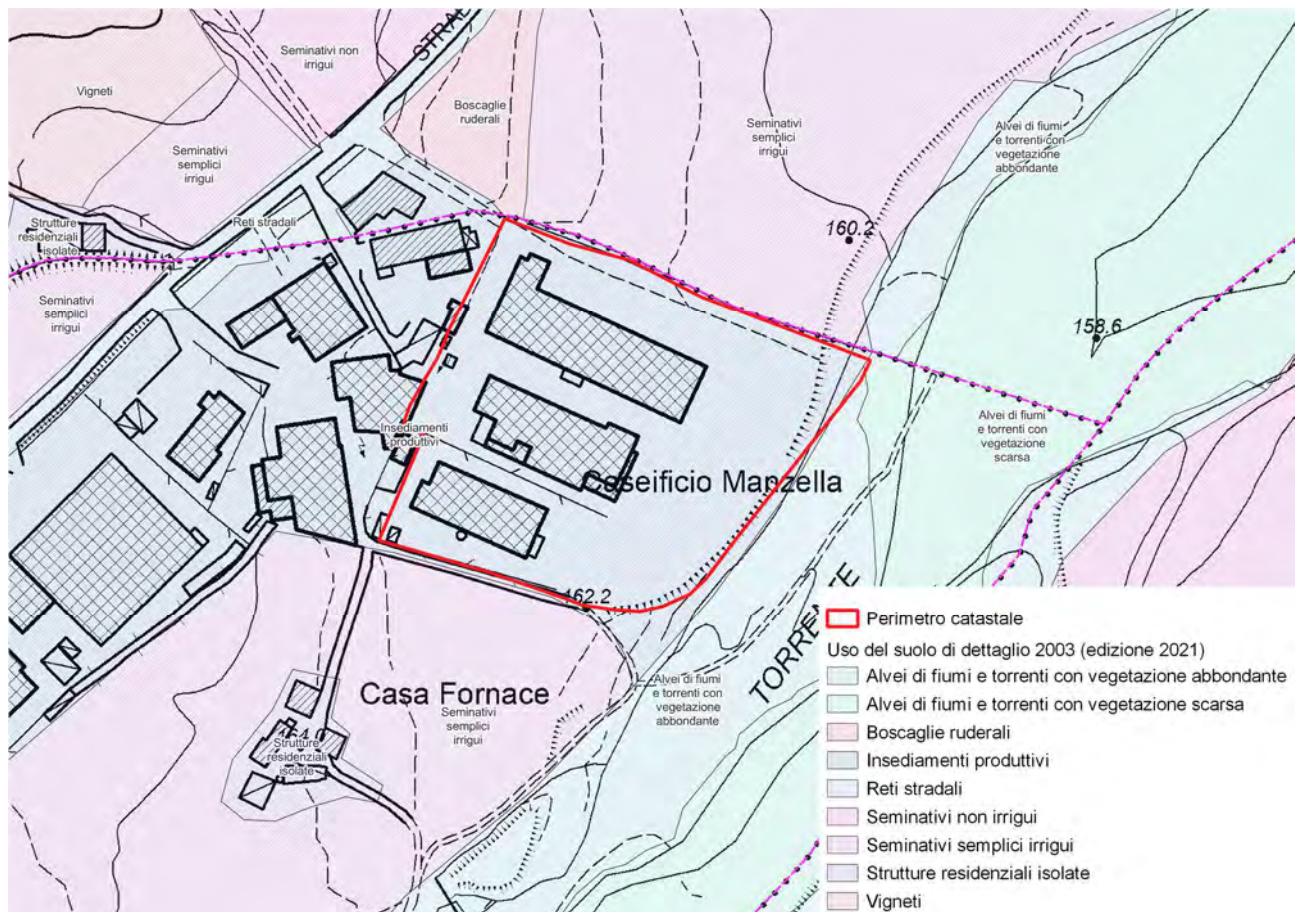 Seminativi non
irrigui
STRAD
Vigneti
Boscaglie
ruderali
Seminativi
semplici
irrigui
Alvei di fiumi
e torrenti con
vegetazione
abbondante
Seminativi
semplici
irrigui
Strutture
residenziali
isolate
Reti stradali
160.2
Seminativi
semplici
irrigui
158.6
Alvei di fiumi
e torrenti con
vegetazione
scarsa
Insediamenti
produttivi
Caseificio Manzella
162.2
TORRENTE
Casa Fornace
Seminativi
semplici
irrigui
Alvei di fiumi
e torrenti con
vegetazione
abbondante
Strutture
residenziali
isolate
Perimetro catastale
Uso del suolo di dettaglio 2003 (edizione 2021)
Alvei di fiumi e torrenti con vegetazione abbondante
Alvei di fiumi e torrenti con vegetazione scarsa
Boscaglie ruderali
Insediamenti produttivi
Reti stradali
Seminativi non irrigui
Seminativi semplici irrigui
Strutture residenziali isolate
Vigneti